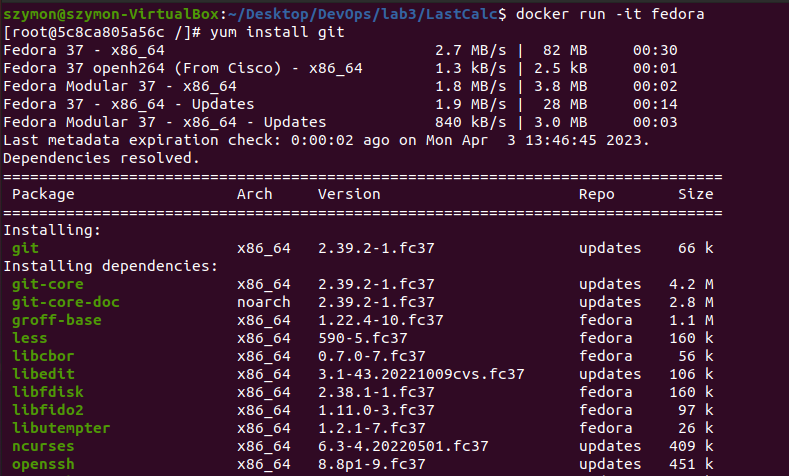 szymon@szymon-VirtualBox:~/Desktop/DevOps/lab3/LastCalc$ docker run -it fedora
[root@5c8ca805a56c /]# yum install git
Fedora 37 - x86_64                              2.7 MB/s |  82 MB     00:30
Fedora 37 openh264 (From Cisco) - x86_64        1.3 kB/s | 2.5 kB     00:01
Fedora Modular 37 - x86_64                      1.8 MB/s | 3.8 MB     00:02
Fedora 37 - x86_64 - Updates                    1.9 MB/s |  28 MB     00:14
Fedora Modular 37 - x86_64 - Updates            840 kB/s | 3.0 MB     00:03
Last metadata expiration check: 0:00:02 ago on Mon Apr  3 13:46:45 2023.
Dependencies resolved.
================================================================================
 Package          Arch     Version                      Repo       Size
================================================================================
Installing:
 git              x86_64   2.39.2-1.fc37                updates    66 k
Installing dependencies:
 git-core         x86_64   2.39.2-1.fc37                updates   4.2 M
 git-core-doc     noarch   2.39.2-1.fc37                updates   2.8 M
 groff-base       x86_64   1.22.4-10.fc37               fedora    1.1 M
 less             x86_64   590-5.fc37                   fedora    160 k
 libcbor          x86_64   0.7.0-7.fc37                 fedora     56 k
 libedit          x86_64   3.1-43.20221009cvs.fc37      updates   106 k
 libfdisk         x86_64   2.38.1-1.fc37                fedora    160 k
 libfido2         x86_64   1.11.0-3.fc37                fedora     97 k
 libutempter      x86_64   1.2.1-7.fc37                 fedora     26 k
 ncurses          x86_64   6.3-4.20220501.fc37          updates   409 k
 openssh          x86_64   8.8p1-9.fc37                 updates   451 k